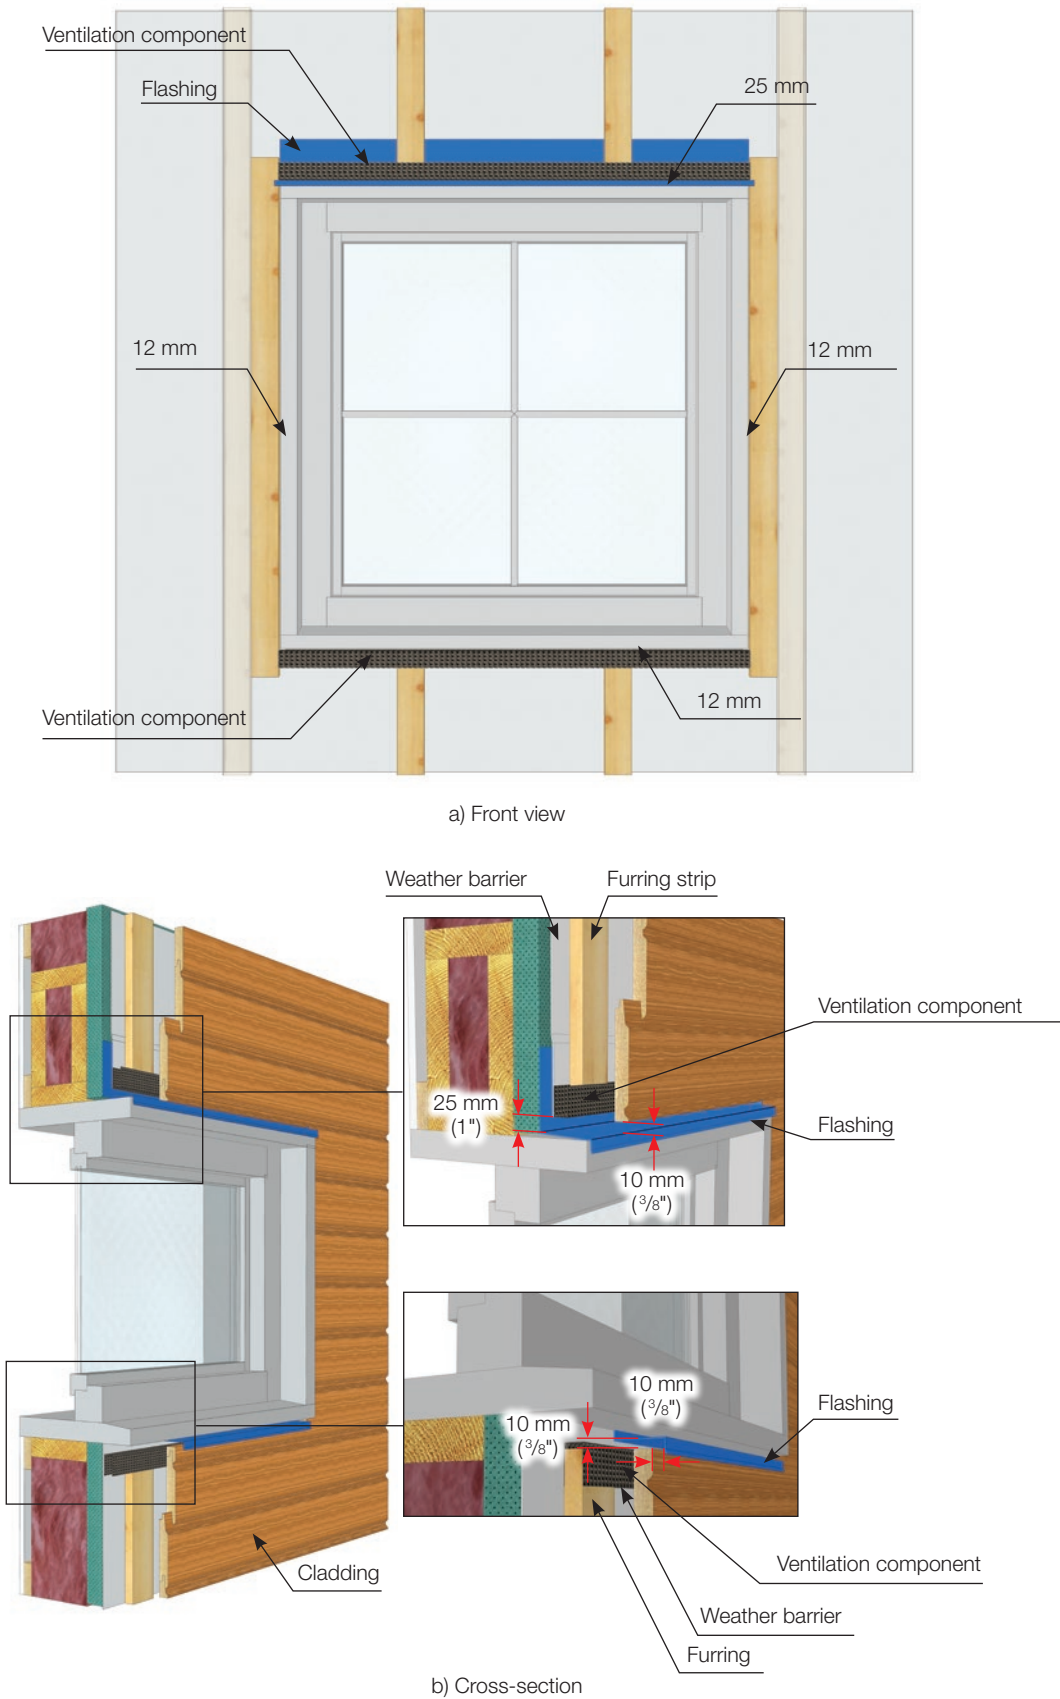 Ventilation component
Flashing
25 mm
12 mm
12 mm
Ventilation component
12 mm
a) Front view
Weather barrier
Furring strip
Ventilation component
25 mm
(1")
Flashing
10 mm
(3/8")
10 mm
(3/8")
Flashing
10 mm
(3/8")
Cladding
Ventilation component
Weather barrier
Furring
b) Cross-section